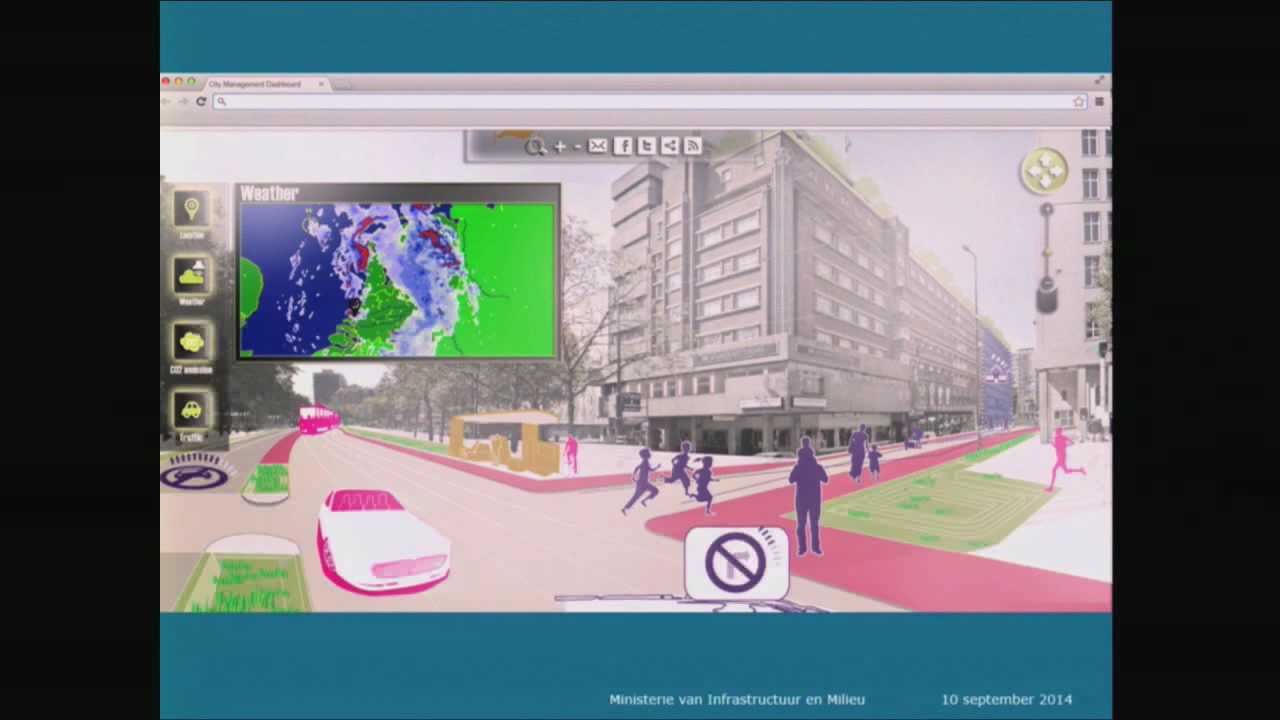 City Management Dashboard
Weather
Location
Weather
CO2 emission
Traffic
Ministerie van Infrastructuur en Milieu
10 september 2014